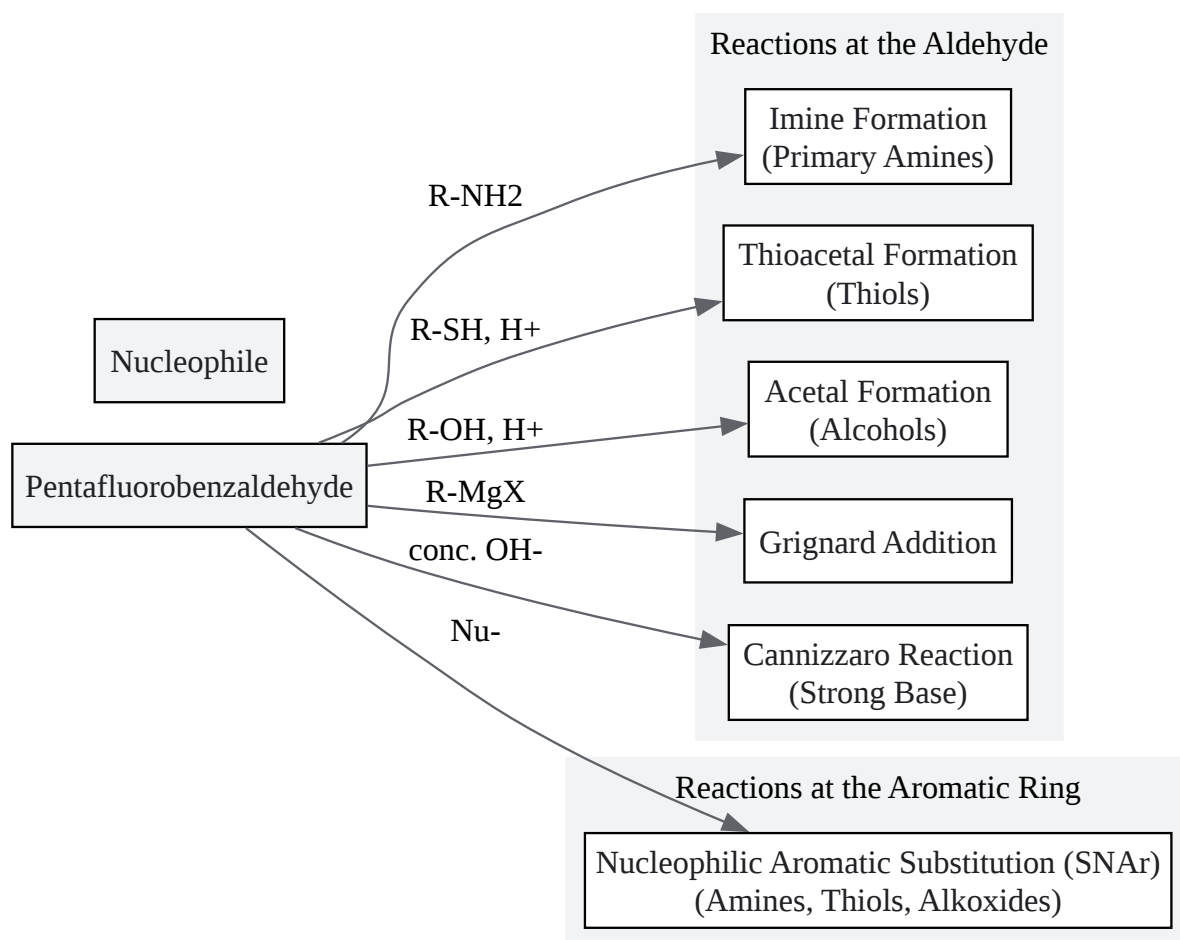 Reactions at the Aldehyde
Imine Formation
(Primary Amines)
R-NH2
Thioacetal Formation
(Thiols)
R-SH, H+
Nucleophile
Acetal Formation
(Alcohols)
R-OH, H+
Pentafluorobenzaldehyde
R-MgX
Grignard Addition
conc. OH-
Nu-
Cannizzaro Reaction
(Strong Base)
Reactions at the Aromatic Ring
Nucleophilic Aromatic Substitution (SNAr)
(Amines, Thiols, Alkoxides)